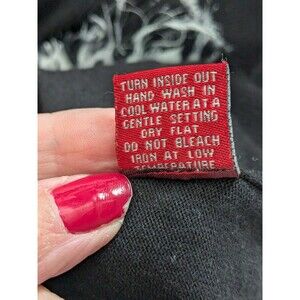 TURN INSIDE OUT
HAND WASH IN
COOL WATER AT A
GENTLE SETTING
DRY FLAT
DO NOT BLEACH
IRON AT LOW
TEMPERATURE